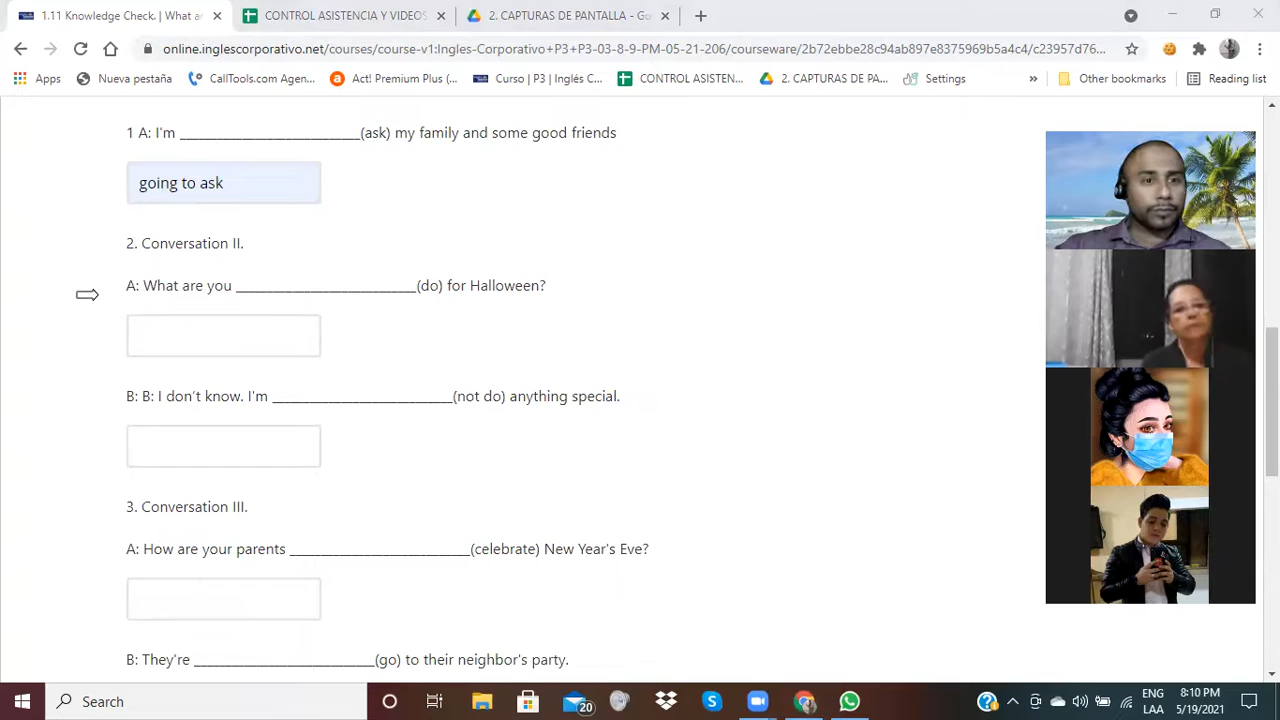 1.11 Knowledge Check. | What a
CONTROL ASISTENCIA Y VIDEOS
2. CAPTURAS DE PANTALLA - Go
online.inglescorporativo.net/courses/course-v1:Ingles-Corporativo+P3+P3-03-8-9-PM-05-21-206/courseware/2b72ebbe28c94ab897e8375969b5a4c4/c23957d76...
Apps
Nueva pestaña
CallTools.com Agen...
Act! Premium Plus (...
Curso | P3 | Inglés C...
CONTROL ASISTEN...
2. CAPTURAS DE PA...
Settings
»
Other bookmarks
Reading list
1 A: I'm ___________________________(ask) my family and some good friends
going to ask
2. Conversation II.
A: What are you ___________________________(do) for Halloween?
B: B: I don't know. I'm ___________________________(not do) anything special.
3. Conversation III.
A: How are your parents ___________________________(celebrate) New Year's Eve?
B: They're ___________________________(go) to their neighbor's party.
Search
20
ENG
LAA
8:10 PM
5/19/2021